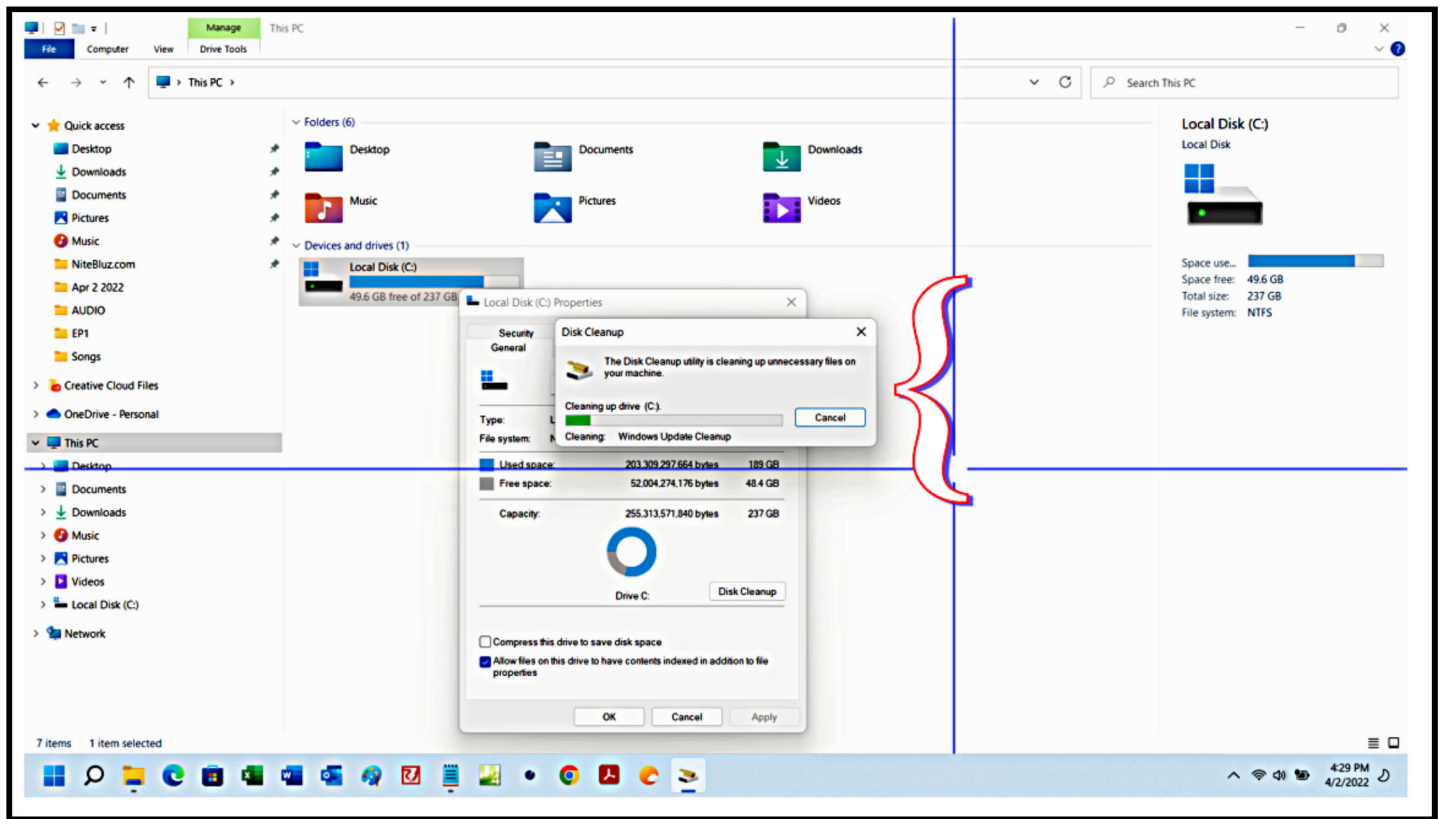 Manage This PC
File Computer View Drive Tools
This PC
Search This PC
Quick access
Desktop
Downloads
Documents
Pictures
Music
NiteBluz.com
Apr 2 2022
AUDIO
EP1
Songs
Creative Cloud Files
OneDrive - Personal
This PC
Desktop
Documents
Downloads
Music
Pictures
Videos
Local Disk (C:)
Network
Folders (6)
Desktop Documents Downloads
Music Pictures Videos
Devices and drives (1)
Local Disk (C:)
49.6 GB free of 237 GB
Local Disk (C:) Properties
Security
General
Type: L
File system: N
Disk Cleanup
The Disk Cleanup utility is cleaning up unnecessary files on
your machine.
Cleaning up drive (C:).
Cancel
Cleaning: Windows Update Cleanup
Used space: 203,309,297,664 bytes 189 GB
Free space: 52,004,274,176 bytes 48.4 GB
Capacity: 255,313,571,840 bytes 237 GB
Drive C: Disk Cleanup
Compress this drive to save disk space
Allow files on this drive to have contents indexed in addition to file
properties
OK Cancel Apply
Local Disk (C:)
Local Disk
Space use...
Space free: 49.6 GB
Total size: 237 GB
File system: NTFS
7 items 1 item selected
4:29 PM
4/2/2022